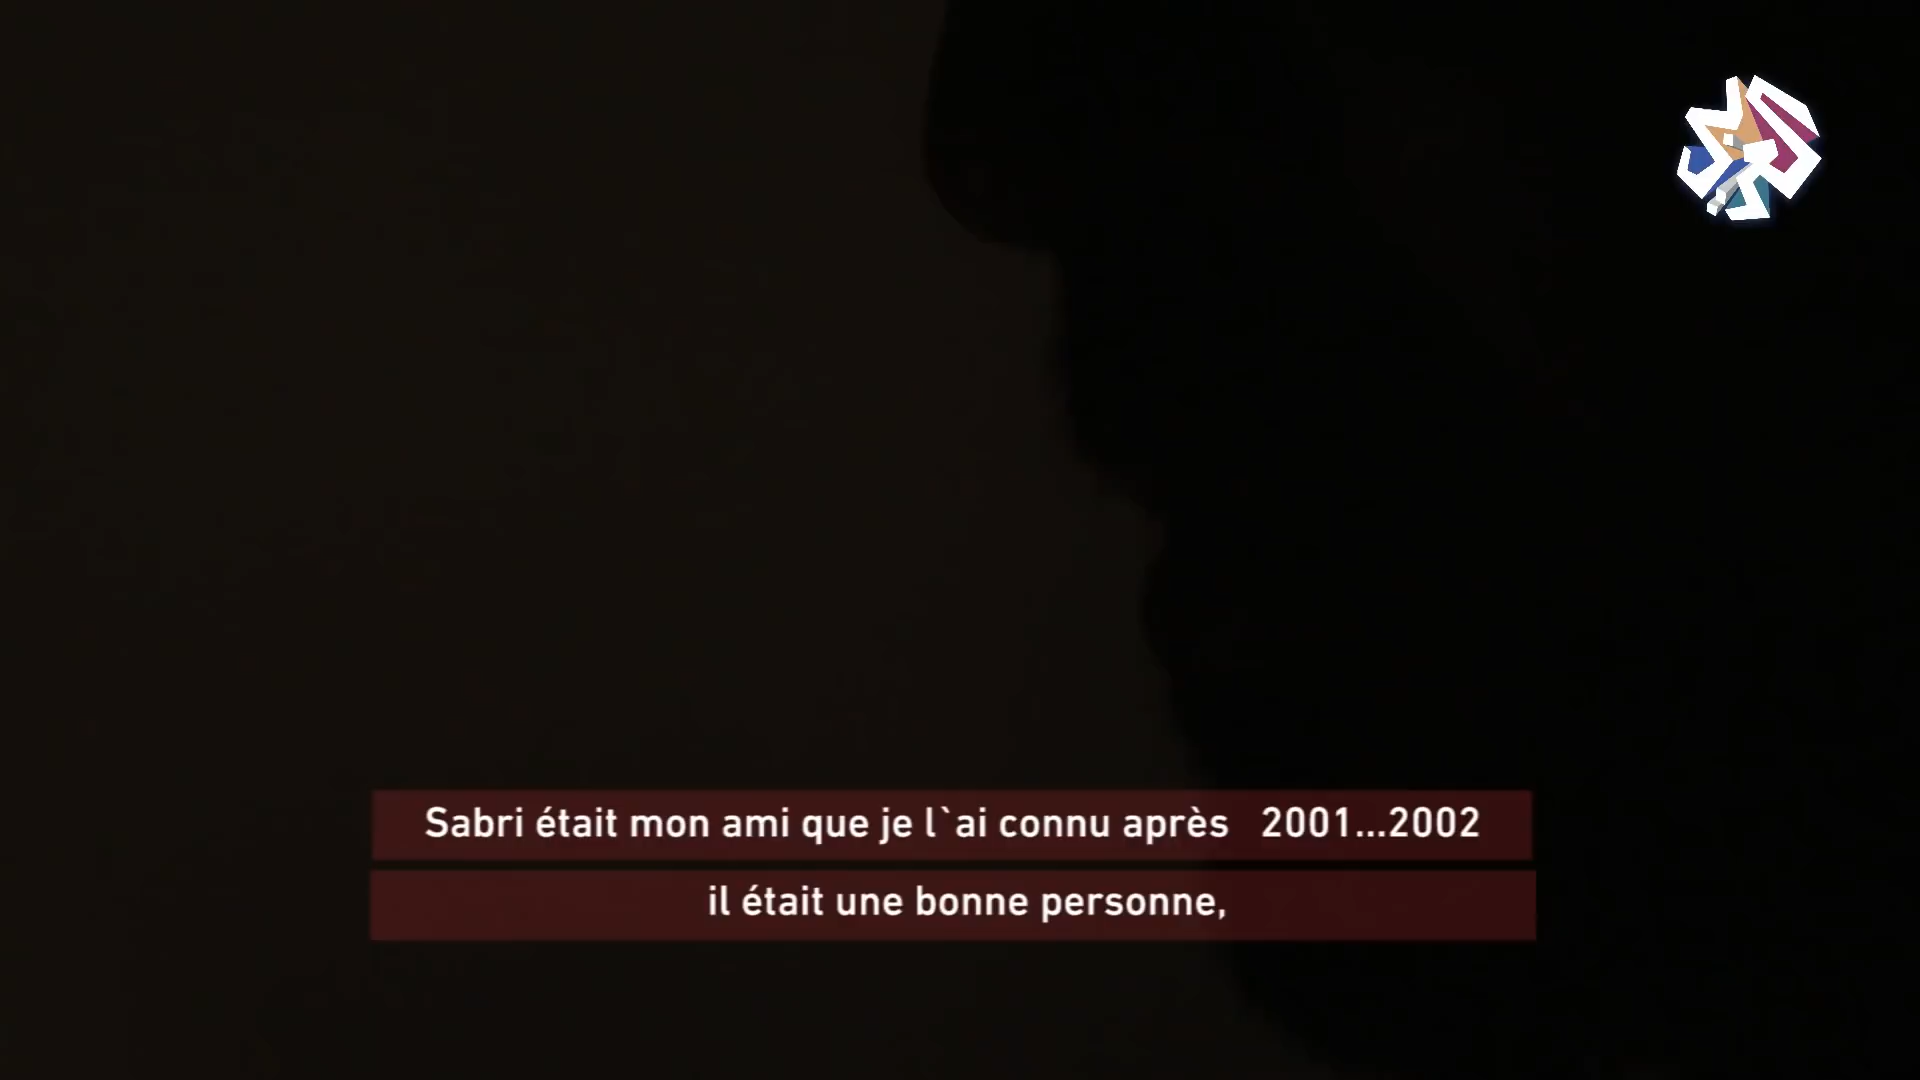 Sabri était mon ami que je l`ai connu après 2001...2002
il était une bonne personne,